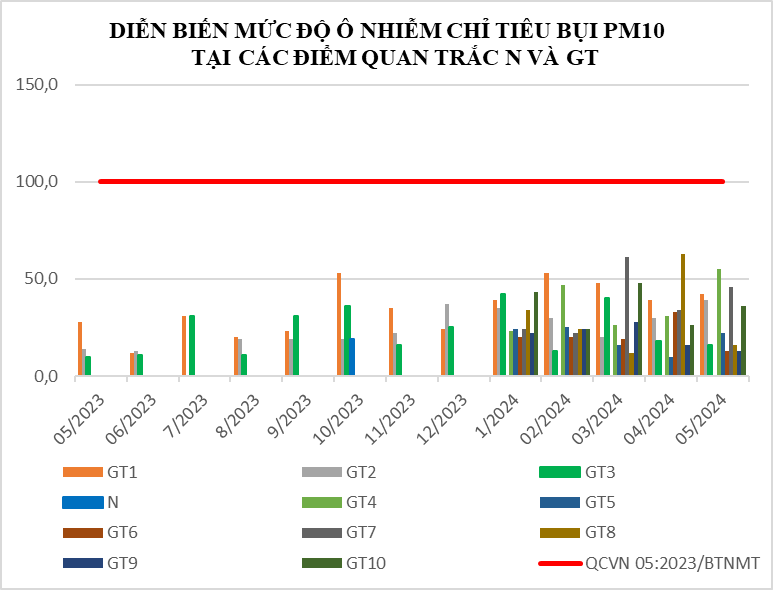 DIỄN BIẾN MỨC ĐỘ Ô NHIỄM CHỈ TIÊU BỤI PM10
TẠI CÁC ĐIỂM QUAN TRẮC N VÀ GT
150,0
100,0
50,0
0,0
05/2023 06/2023 7/2023 8/2023 9/2023 10/2023 11/2023 12/2023 1/2024 02/2024 03/2024 04/2024 05/2024
GT1 GT2 GT3
N GT4 GT5
GT6 GT7 GT8
GT9 GT10 QCVN 05:2023/BTNMT